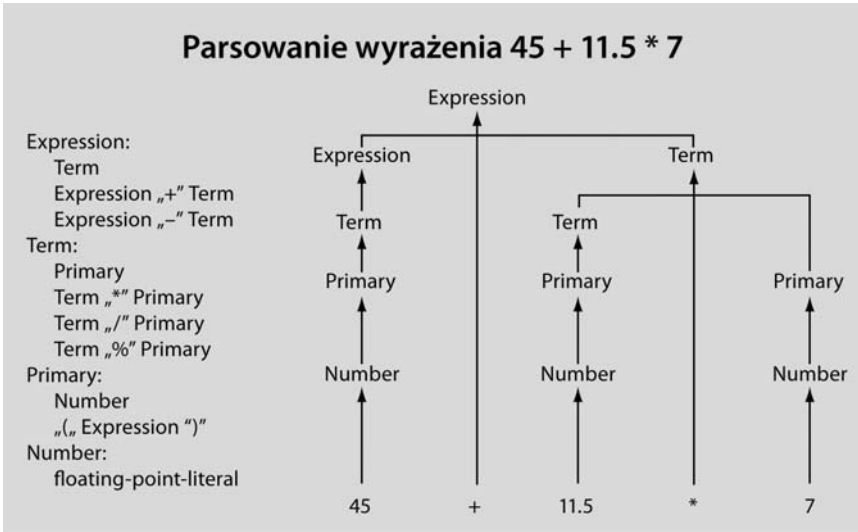 Parsowanie wyrażenia 45 + 11.5 * 7
Expression:
Term
Expression „+” Term
Expression „–” Term
Term:
Primary
Term „*” Primary
Term „/” Primary
Term „%” Primary
Primary:
Number
„(„ Expression “)”
Number:
floating-point-literal
Expression
Expression Term
Term Term
Primary Primary Primary
Number Number Number
45 + 11.5 * 7